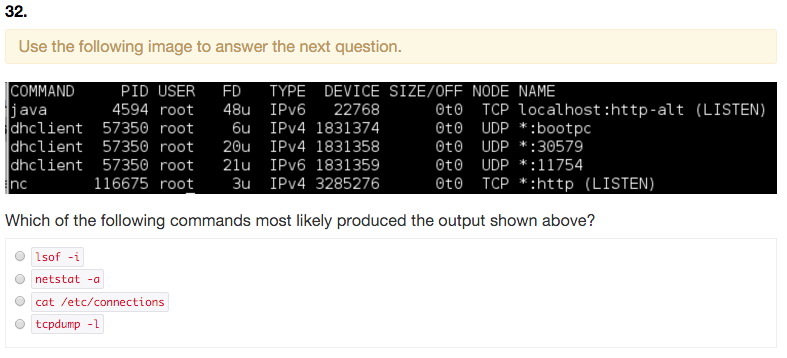 32.
Use the following image to answer the next question.
COMMAND PID USER FD TYPE DEVICE SIZE/OFF NODE NAME
java 4594 root 48u IPv6 22768 0t0 TCP localhost:http-alt (LISTEN)
dhclient 57350 root 6u IPv4 1831374 0t0 UDP *:bootpc
dhclient 57350 root 20u IPv4 1831358 0t0 UDP *:30579
dhclient 57350 root 21u IPv6 1831359 0t0 UDP *:11754
nc 116675 root 3u IPv4 3285276 0t0 TCP *:http (LISTEN)
Which of the following commands most likely produced the output shown above?
lsof -i
netstat -a
cat /etc/connections
tcpdump -l